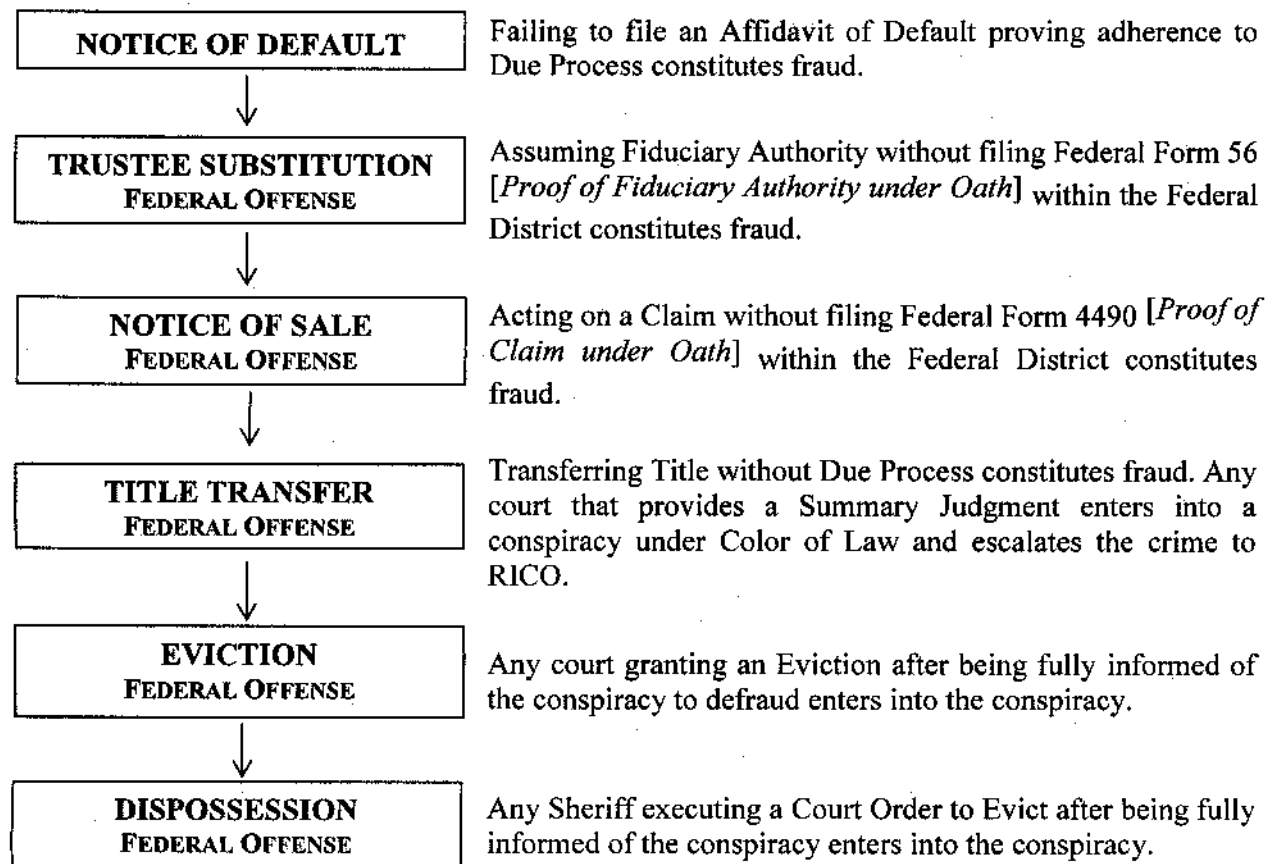 NOTICE OF DEFAULT
Failing to file an Affidavit of Default proving adherence to
Due Process constitutes fraud.
TRUSTEE SUBSTITUTION
FEDERAL OFFENSE
Assuming Fiduciary Authority without filing Federal Form 56
[Proof of Fiduciary Authority under Oath] within the Federal
District constitutes fraud.
NOTICE OF SALE
FEDERAL OFFENSE
Acting on a Claim without filing Federal Form 4490 [Proof of
Claim under Oath] within the Federal District constitutes
fraud.
TITLE TRANSFER
FEDERAL OFFENSE
Transferring Title without Due Process constitutes fraud. Any
court that provides a Summary Judgment enters into a
conspiracy under Color of Law and escalates the crime to
RICO.
EVICTION
FEDERAL OFFENSE
Any court granting an Eviction after being fully informed of
the conspiracy to defraud enters into the conspiracy.
DISPOSSESSION
FEDERAL OFFENSE
Any Sheriff executing a Court Order to Evict after being fully
informed of the conspiracy enters into the conspiracy.